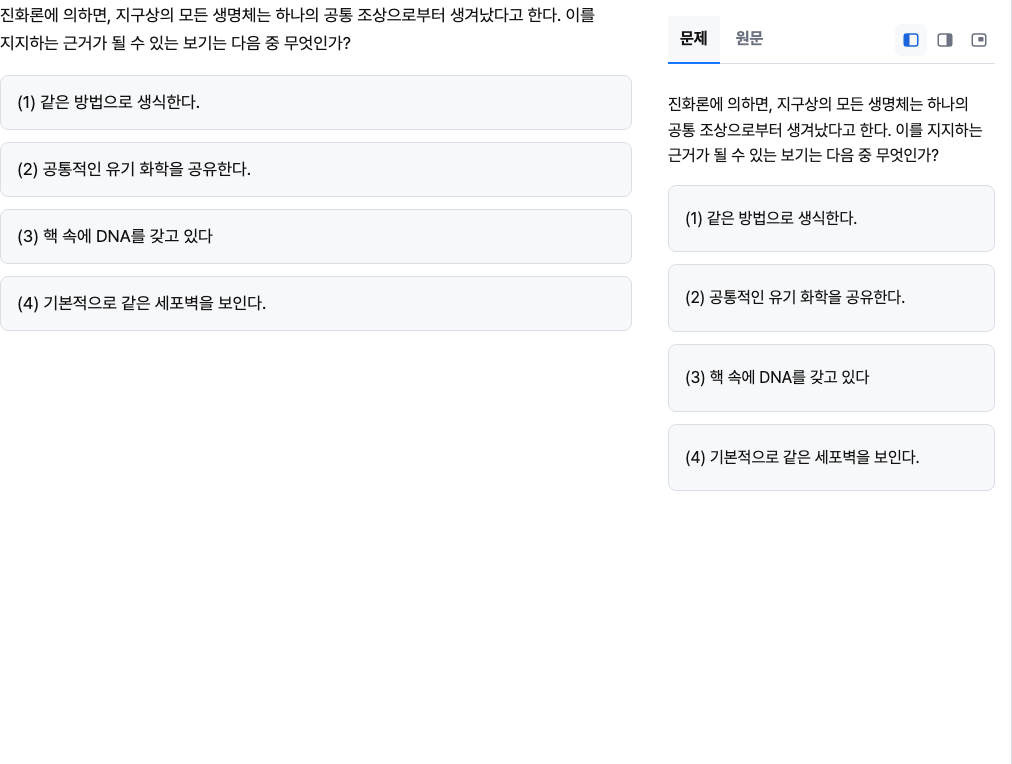 진화론에 의하면, 지구상의 모든 생명체는 하나의 공통 조상으로부터 생겨났다고 한다. 이를
지지하는 근거가 될 수 있는 보기는 다음 중 무엇인가?
(1) 같은 방법으로 생식한다.
(2) 공통적인 유기 화학을 공유한다.
(3) 핵 속에 DNA를 갖고 있다
(4) 기본적으로 같은 세포벽을 보인다.
문제 원문
진화론에 의하면, 지구상의 모든 생명체는 하나의
공통 조상으로부터 생겨났다고 한다. 이를 지지하는
근거가 될 수 있는 보기는 다음 중 무엇인가?
(1) 같은 방법으로 생식한다.
(2) 공통적인 유기 화학을 공유한다.
(3) 핵 속에 DNA를 갖고 있다
(4) 기본적으로 같은 세포벽을 보인다.